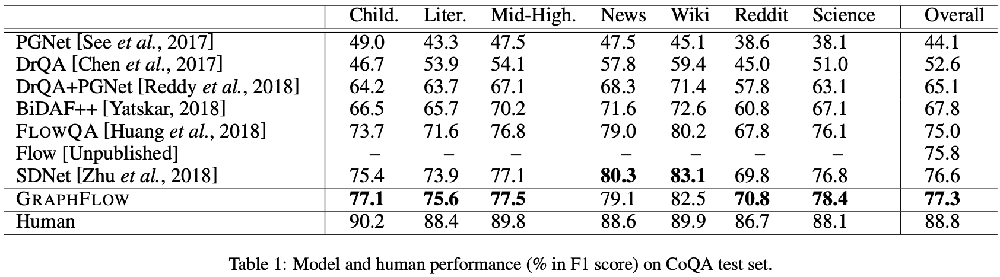 Child. Liter. Mid-High. News Wiki Reddit Science Overall
PGNet [See et al., 2017] 49.0 43.3 47.5 47.5 45.1 38.6 38.1 44.1
DrQA [Chen et al., 2017] 46.7 53.9 54.1 57.8 59.4 45.0 51.0 52.6
DrQA+PGNet [Reddy et al., 2018] 64.2 63.7 67.1 68.3 71.4 57.8 63.1 65.1
BiDAF++ [Yatskar, 2018] 66.5 65.7 70.2 71.6 72.6 60.8 67.1 67.8
FLOWQA [Huang et al., 2018] 73.7 71.6 76.8 79.0 80.2 67.8 76.1 75.0
Flow [Unpublished] – – – – – – – 75.8
SDNet [Zhu et al., 2018] 75.4 73.9 77.1 80.3 83.1 69.8 76.8 76.6
GRAPHFLOW 77.1 75.6 77.5 79.1 82.5 70.8 78.4 77.3
Human 90.2 88.4 89.8 88.6 89.9 86.7 88.1 88.8
Table 1: Model and human performance (% in F1 score) on CoQA test set.